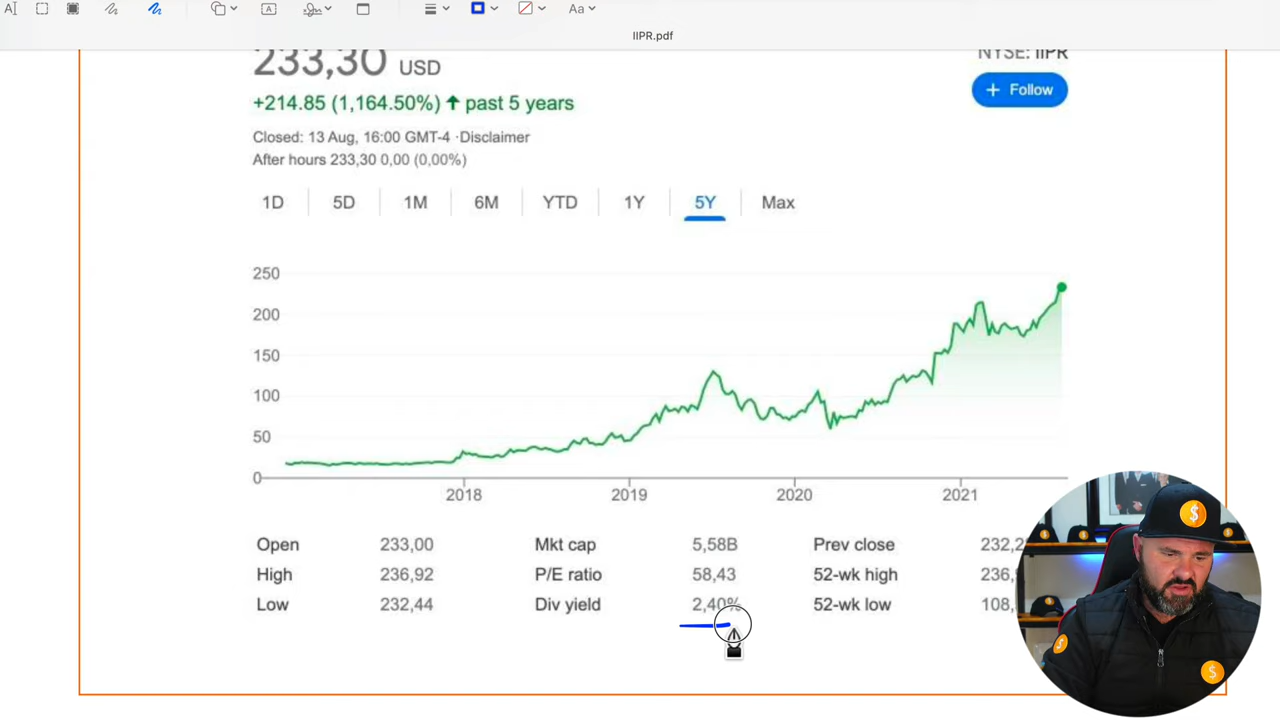 A
Aa
IIPR.pdf
233,30 USD
NYSE: IIPR
+214.85 (1,164.50%) ↑ past 5 years
+ Follow
Closed: 13 Aug, 16:00 GMT-4 ·Disclaimer
After hours 233,30 0,00 (0,00%)
1D 5D 1M 6M YTD 1Y 5Y Max
250
200
150
100
50
0
2018 2019 2020 2021
Open 233,00 Mkt cap 5,58B Prev close
High 236,92 P/E ratio 58,43 52-wk high
Low 232,44 Div yield 2,40% 52-wk low
$
$
$